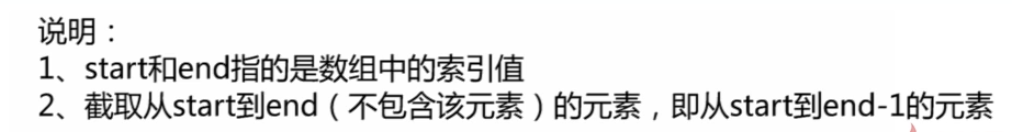 说明：
1、start和end指的是数组中的索引值
2、截取从start到end（不包含该元素）的元素，即从start到end-1的元素